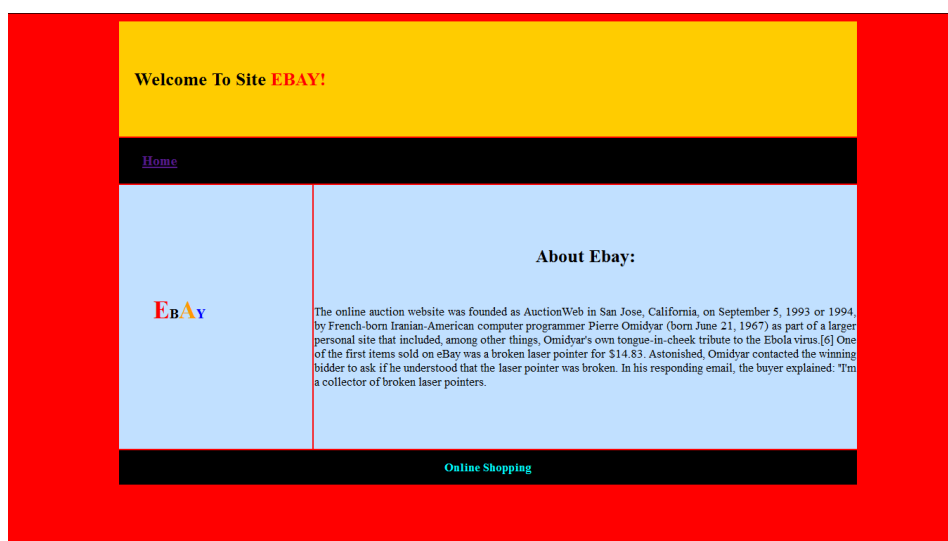 Welcome To Site EBAY!
Home
About Ebay:
EBAY
The online auction website was founded as AuctionWeb in San Jose, California, on September 5, 1993 or 1994,
by French-born Iranian-American computer programmer Pierre Omidyar (born June 21, 1967) as part of a larger
personal site that included, among other things, Omidyar's own tongue-in-cheek tribute to the Ebola virus.[6] One
of the first items sold on eBay was a broken laser pointer for $14.83. Astonished, Omidyar contacted the winning
bidder to ask if he understood that the laser pointer was broken. In his responding email, the buyer explained: "I'm
a collector of broken laser pointers.
Online Shopping